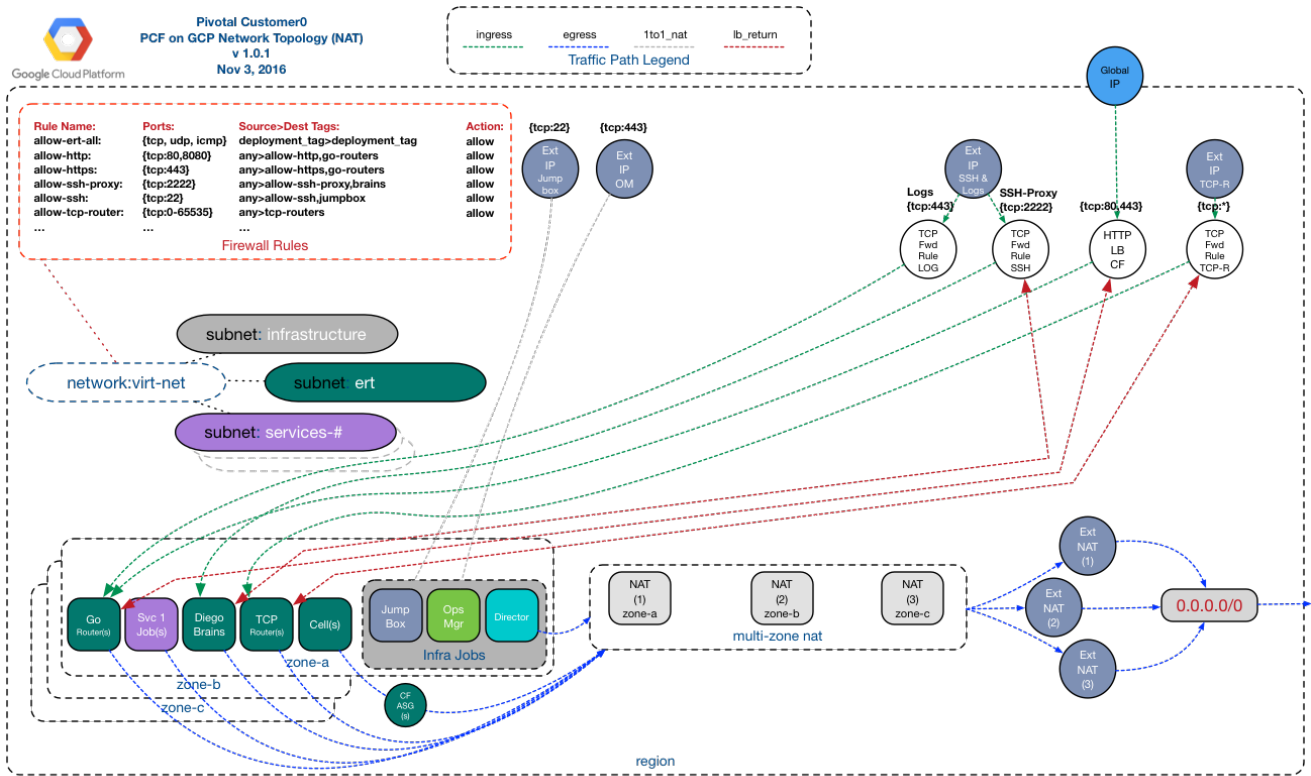 Google Cloud Platform
Pivotal Customer0
PCF on GCP Network Topology (NAT)
v 1.0.1
Nov 3, 2016
ingress egress 1to1_nat lb_return
Traffic Path Legend
Rule Name: Ports: Source>Dest Tags: Action:
allow-ert-all: {tcp, udp, icmp} deployment_tag>deployment_tag allow
allow-http: {tcp:80,8080} any>allow-http,go-routers allow
allow-https: {tcp:443} any>allow-https,go-routers allow
allow-ssh-proxy: {tcp:2222} any>allow-ssh-proxy,brains allow
allow-ssh: {tcp:22} any>allow-ssh,jumpbox allow
allow-tcp-router: {tcp:0-65535} any>tcp-routers allow
... ... ...
Firewall Rules
{tcp:22}
Ext
IP
Jump
box
{tcp:443}
Ext
IP
OM
Global
IP
Ext
IP
SSH &
Logs
Ext
IP
TCP-R
Logs
{tcp:443}
SSH-Proxy
{tcp:2222}
{tcp:80,443}
{tcp:*}
TCP
Fwd
Rule
LOG
TCP
Fwd
Rule
SSH
HTTP
LB
CF
TCP
Fwd
Rule
TCP-R
subnet: infrastructure
network:virt-net
subnet: ert
subnet: services-#
Go
Router(s)
Svc 1
Job(s)
Diego
Brains
TCP
Router(s)
Cell(s)
zone-a
zone-b
zone-c
Jump
Box
Ops
Mgr
Director
Infra Jobs
CF
ASG
(s)
NAT
(1)
zone-a
NAT
(2)
zone-b
NAT
(3)
zone-c
multi-zone nat
Ext
NAT
(1)
Ext
NAT
(2)
Ext
NAT
(3)
0.0.0.0/0
region